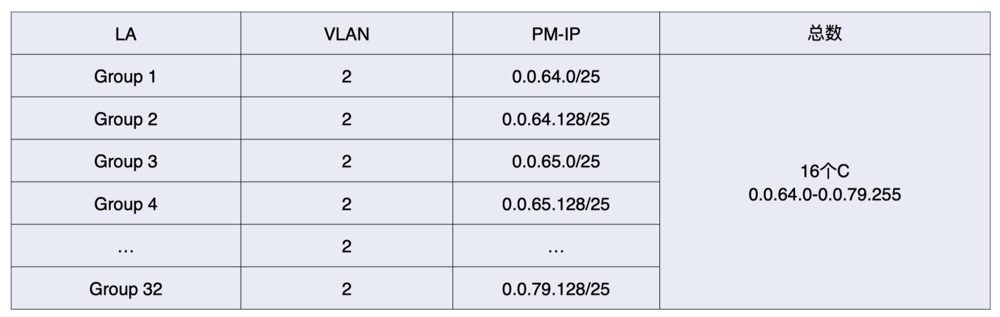 LA VLAN PM-IP 总数
Group 1 2 0.0.64.0/25
Group 2 2 0.0.64.128/25
Group 3 2 0.0.65.0/25
Group 4 2 0.0.65.128/25
... 2 ...
Group 32 2 0.0.79.128/25
16个C
0.0.64.0-0.0.79.255